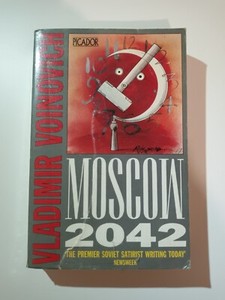 PICADOR
VLADIMIR VOINOVICH
MOSCOW
2042
'THE PREMIER SOVIET SATIRIST WRITING TODAY'
NEWSWEEK